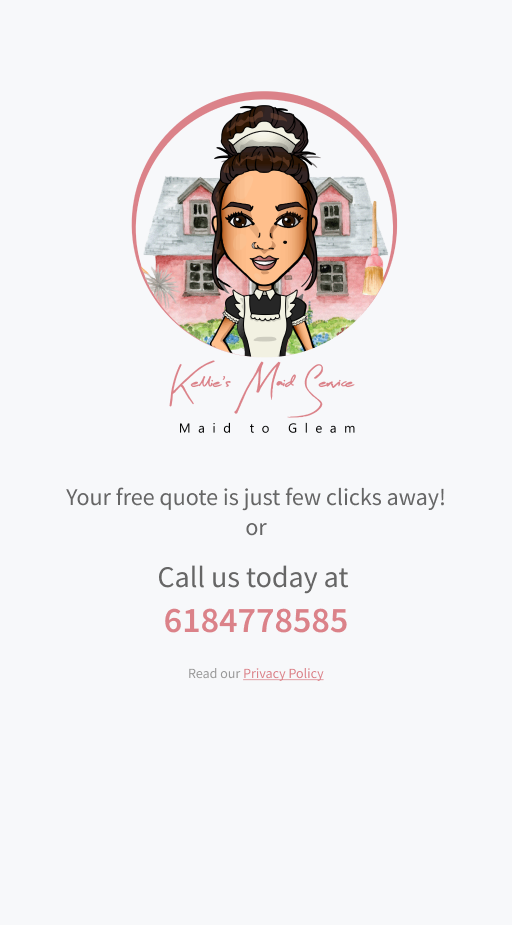 Kellie's Maid Service
Maid to Gleam
Your free quote is just few clicks away!
or
Call us today at
6184778585
Read our Privacy Policy